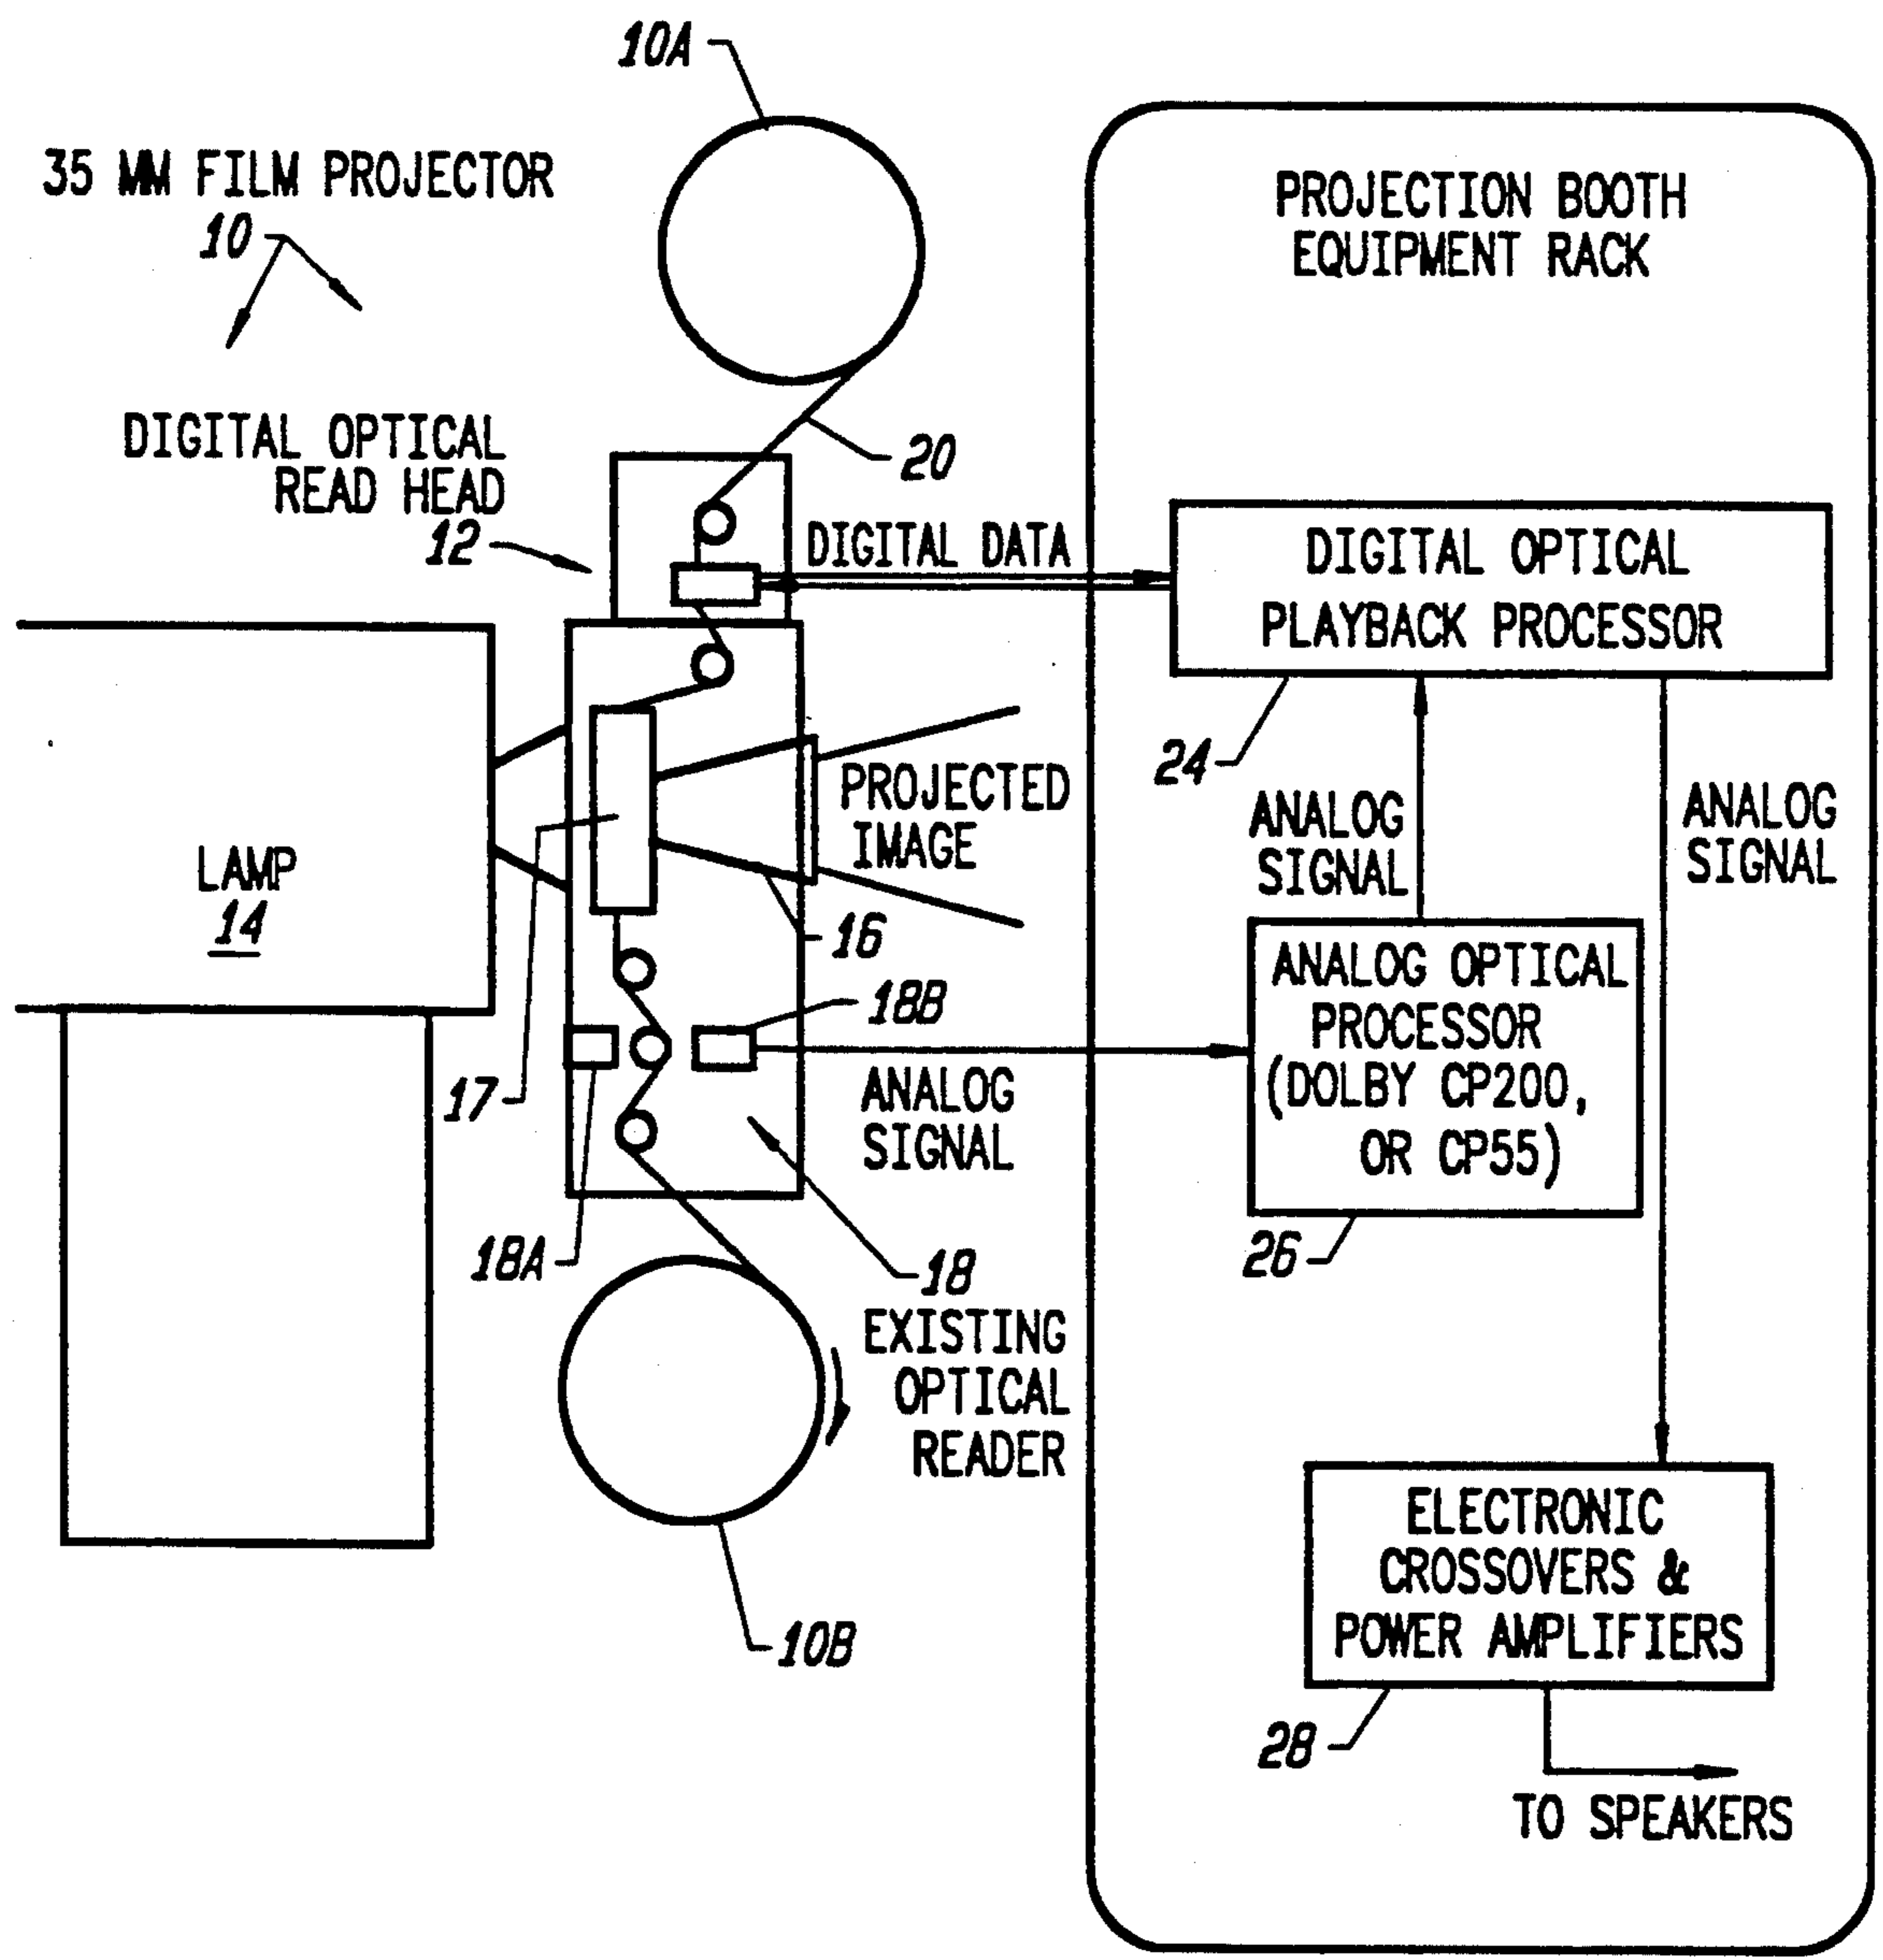 10A
35 MM FILM PROJECTOR
10
PROJECTION BOOTH
EQUIPMENT RACK
DIGITAL OPTICAL
READ HEAD
12
20
DIGITAL DATA
DIGITAL OPTICAL
PLAYBACK PROCESSOR
24
ANALOG
SIGNAL
ANALOG
SIGNAL
PROJECTED
IMAGE
LAMP
14
16
17
18B
18A
ANALOG
SIGNAL
ANALOG OPTICAL
PROCESSOR
(DOLBY CP200,
OR CP55)
26
18
EXISTING
OPTICAL
READER
10B
ELECTRONIC
CROSSOVERS &
POWER AMPLIFIERS
28
TO SPEAKERS